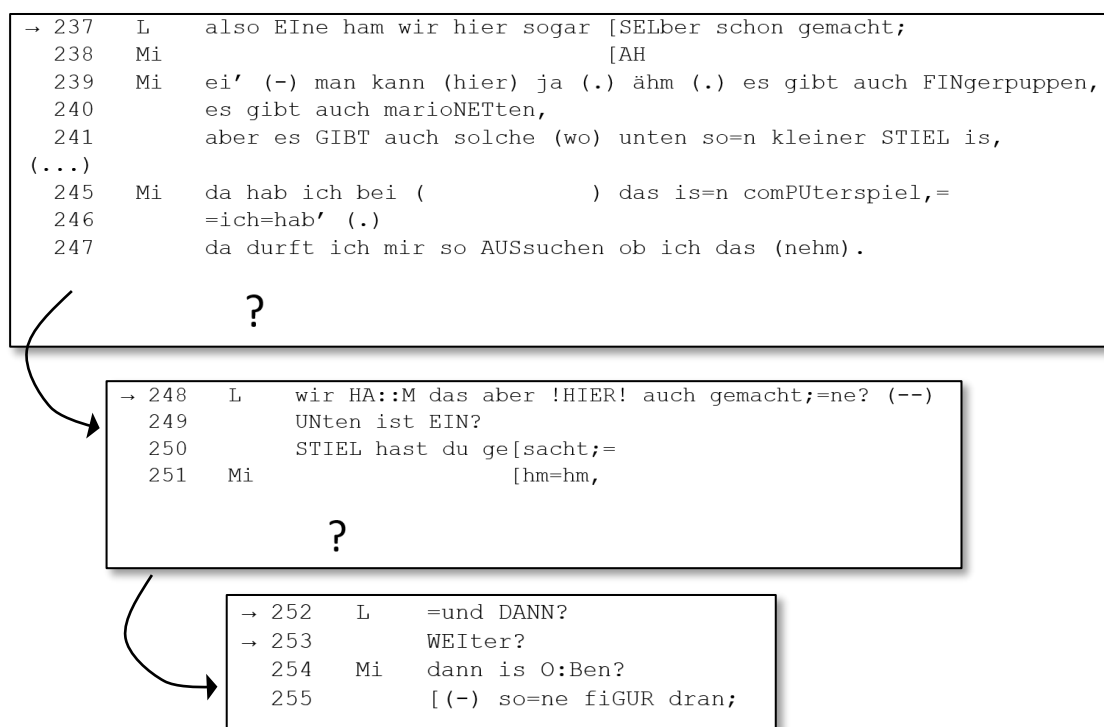 → 237 L also EIne ham wir hier sogar [SELber schon gemacht;
238 Mi [AH
239 Mi ei' (-) man kann (hier) ja (.) ähm (.) es gibt auch FINgerpuppen,
240 es gibt auch marioNETten,
241 aber es GIBT auch solche (wo) unten so=n kleiner STIEL is,
(...)
245 Mi da hab ich bei ( ) das is=n comPUterspiel,=
246 =ich=hab' (.)
247 da durft ich mir so AUSsuchen ob ich das (nehm).
?
→ 248 L wir HA::M das aber !HIER! auch gemacht;=ne? (--)
249 UNten ist EIN?
250 STIEL hast du ge[sacht;=
251 Mi [hm=hm,
?
→ 252 L =und DANN?
→ 253 WEIter?
254 Mi dann is O:Ben?
255 [(-) so=ne fiGUR dran;